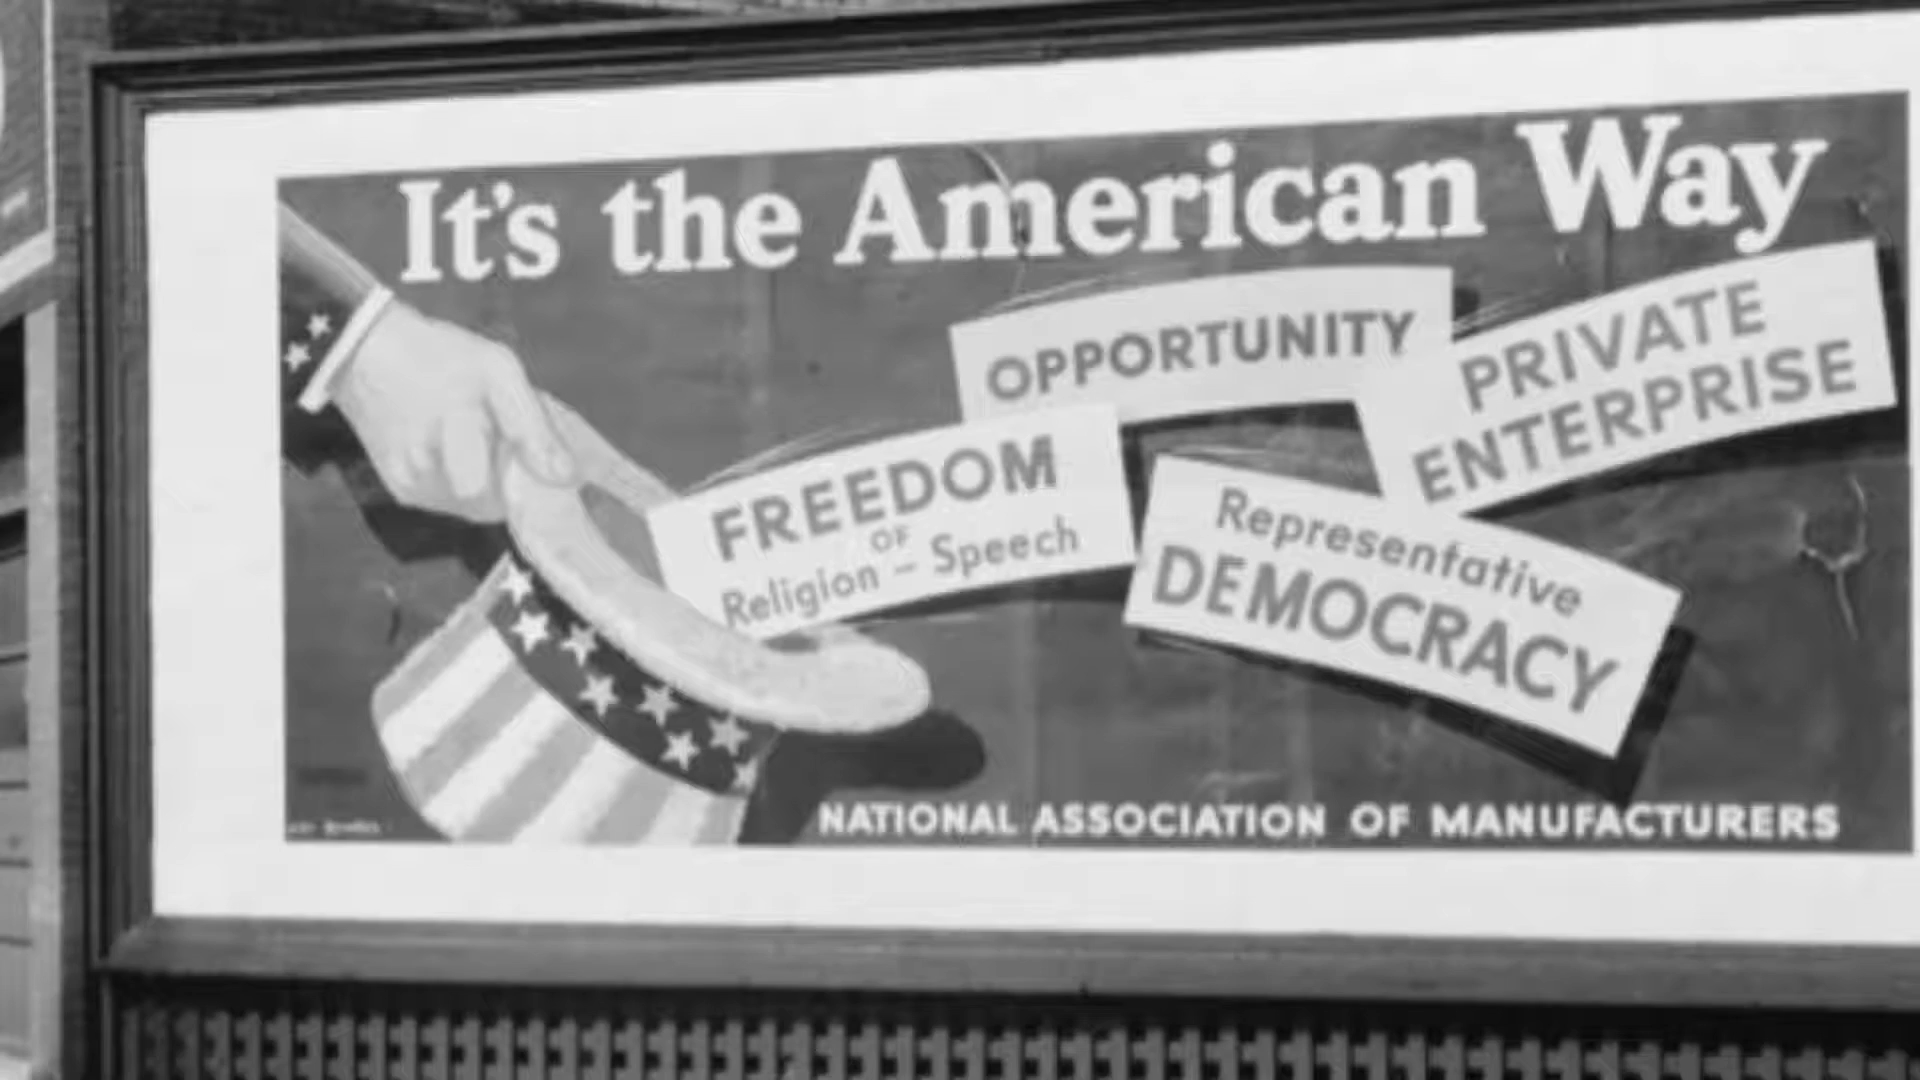 It's the American Way
OPPORTUNITY
PRIVATE
ENTERPRISE
FREEDOM
OF
Religion – Speech
Representative
DEMOCRACY
NATIONAL ASSOCIATION OF MANUFACTURERS